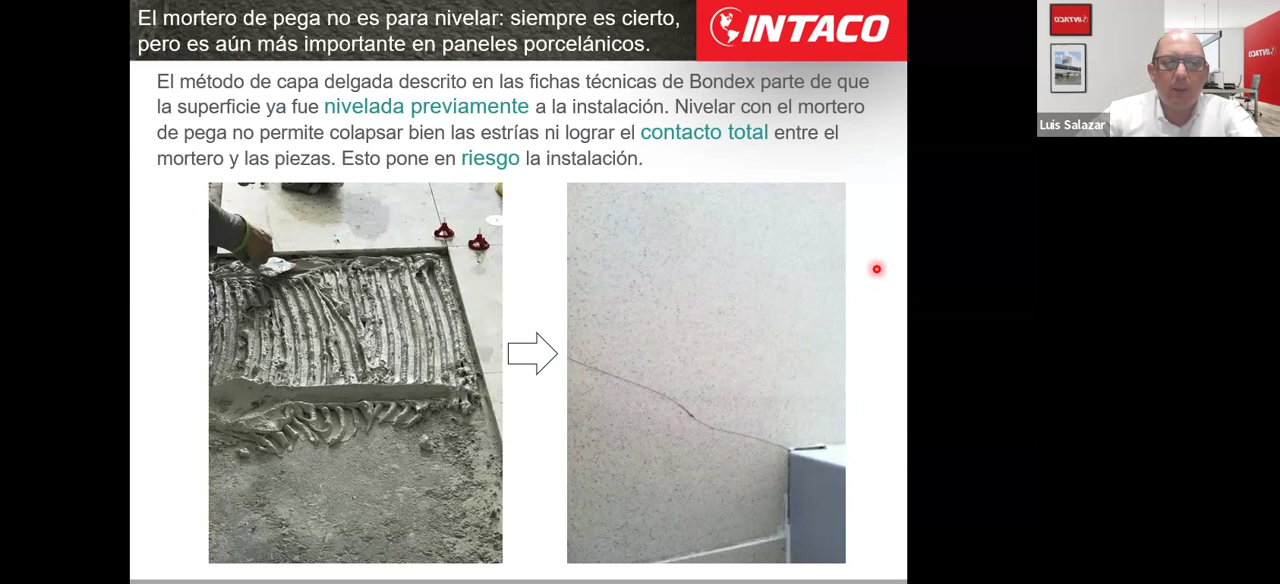 El mortero de pega no es para nivelar: siempre es cierto,
pero es aún más importante en paneles porcelánicos.
INTACO
El método de capa delgada descrito en las fichas técnicas de Bondex parte de que
la superficie ya fue nivelada previamente a la instalación. Nivelar con el mortero
de pega no permite colapsar bien las estrías ni lograr el contacto total entre el
mortero y las piezas. Esto pone en riesgo la instalación.
INTACO
INTACO
INTACO
Luis Salazar